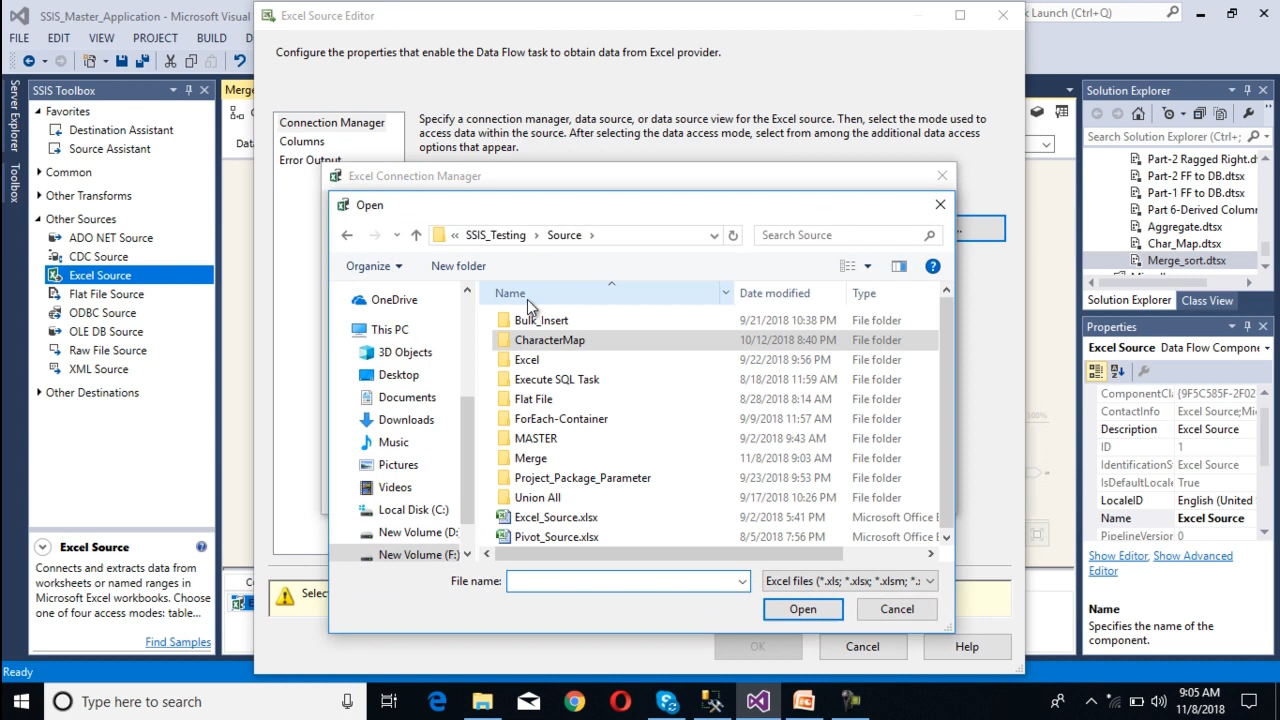 SSIS_Master_Application - Microsoft Visual
Launch (Ctrl+Q)
FILE EDIT VIEW PROJECT BUILD
Server Explorer
Toolbox
SSIS Toolbox
Favorites
Destination Assistant
Source Assistant
Common
Other Transforms
Other Sources
ADO NET Source
CDC Source
Excel Source
Flat File Source
ODBC Source
OLE DB Source
Raw File Source
XML Source
Other Destinations
Excel Source
Connects and extracts data from
worksheets or named ranges in
Microsoft Excel workbooks. Choose
one of four access modes: table...
Find Samples
Ready
Excel Source Editor
Configure the properties that enable the Data Flow task to obtain data from Excel provider.
Connection Manager
Columns
Error Output
Specify a connection manager, data source, or data source view for the Excel source. Then, select the mode used to
access data within the source. After selecting the data access mode, select from among the additional data access
options that appear.
Excel Connection Manager
Open
« SSIS_Testing › Source ›
Search Source
Organize New folder
OneDrive
This PC
3D Objects
Desktop
Documents
Downloads
Music
Pictures
Videos
Local Disk (C:)
New Volume (D:
New Volume (F:)
Name Date modified Type
Bulk_Insert 9/21/2018 10:38 PM File folder
CharacterMap 10/12/2018 8:40 PM File folder
Excel 9/22/2018 9:56 PM File folder
Execute SQL Task 8/18/2018 11:59 AM File folder
Flat File 8/28/2018 8:14 AM File folder
ForEach-Container 9/9/2018 11:57 AM File folder
MASTER 9/2/2018 9:43 AM File folder
Merge 11/8/2018 9:03 AM File folder
Project_Package_Parameter 9/23/2018 9:53 PM File folder
Union All 9/17/2018 10:26 PM File folder
Excel_Source.xlsx 9/2/2018 5:41 PM Microsoft Office E
Pivot_Source.xlsx 8/5/2018 7:56 PM Microsoft Office E
File name: Excel files (*.xls; *.xlsx; *.xlsm; *.
Open Cancel
OK Cancel Help
Solution Explorer
Search Solution Explorer (Ctrl+;)
Part-2 Ragged Right.dt
Part-2 FF to DB.dtsx
Part-1 FF to DB.dtsx
Part 6-Derived Column
Aggregate.dtsx
Char_Map.dtsx
Merge_sort.dtsx
Solution Explorer Class View
Properties
Excel Source Data Flow Compone
ComponentCla {9F5C585F-2F02
ContactInfo Excel Source;Mi
Description Excel Source
ID 1
Identifications Excel Source
IsDefaultLocale True
LocaleID English (United
Name Excel Source
PipelineVersion 0
Show Editor, Show Advanced
Editor
Name
Specifies the name of the
component.
Type here to search
9:05 AM
11/8/2018